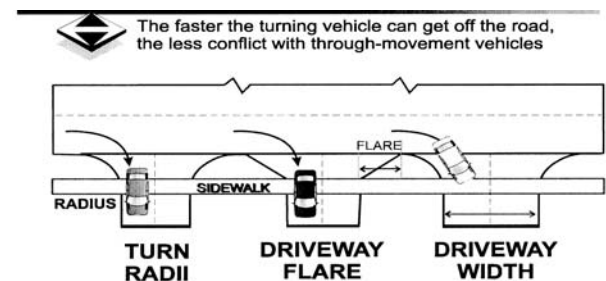 The faster the turning vehicle can get off the road,
the less conflict with through-movement vehicles
FLARE
RADIUS
SIDEWALK
TURN
RADII
DRIVEWAY
FLARE
DRIVEWAY
WIDTH